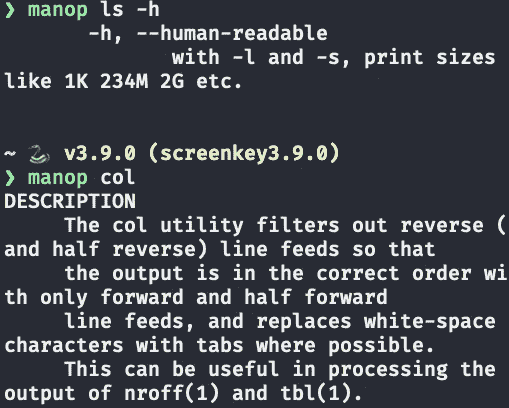 ❯ manop ls -h
-h, --human-readable
with -l and -s, print sizes
like 1K 234M 2G etc.
~ 🐍 v3.9.0 (screenkey3.9.0)
❯ manop col
DESCRIPTION
The col utility filters out reverse (
and half reverse) line feeds so that
the output is in the correct order wi
th only forward and half forward
line feeds, and replaces white-space
characters with tabs where possible.
This can be useful in processing the
output of nroff(1) and tbl(1).